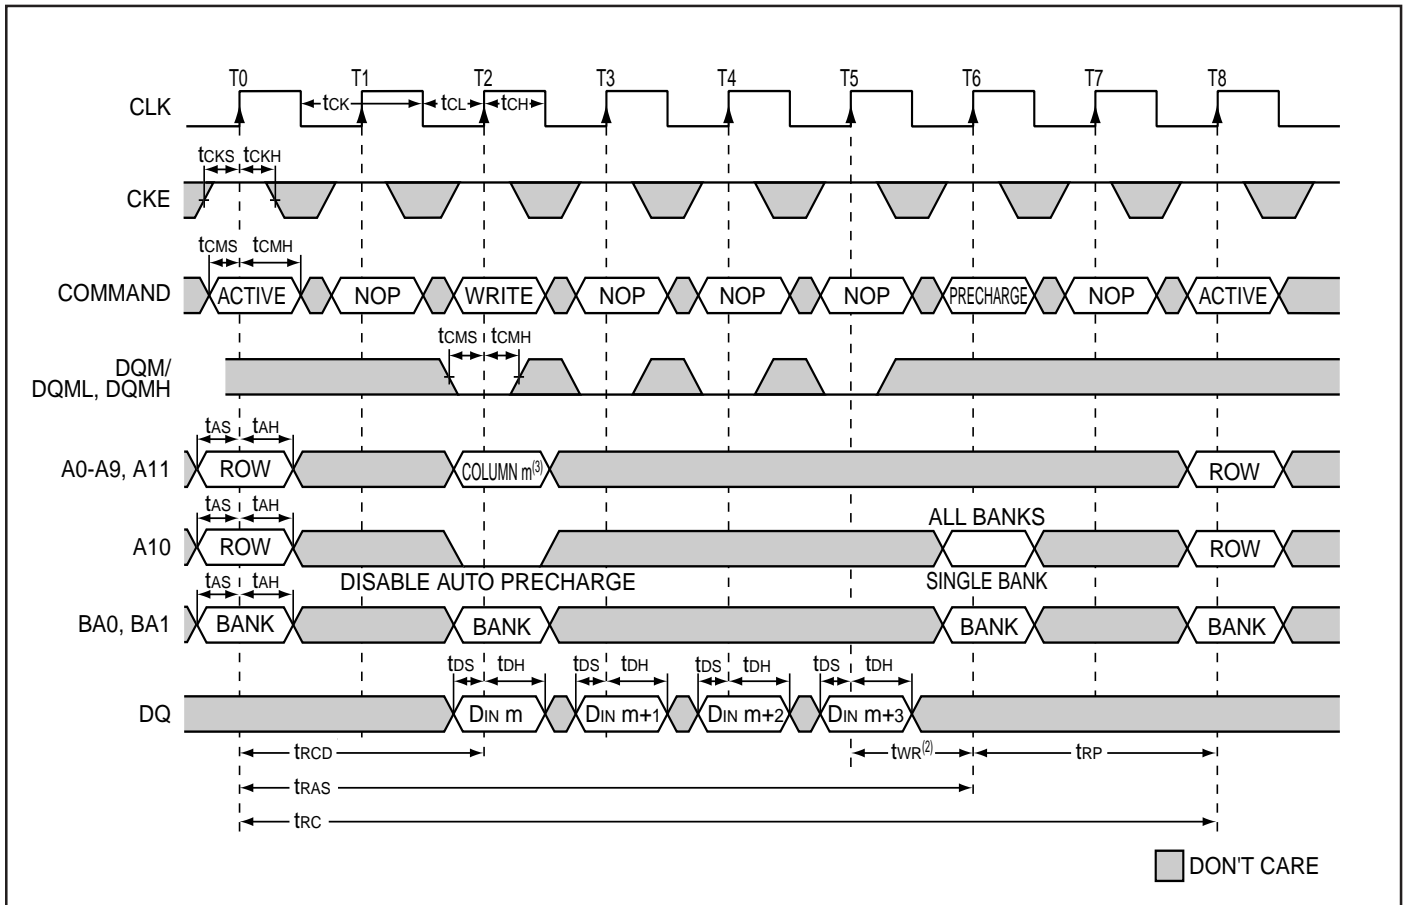 T0 T1 T2 T3 T4 T5 T6 T7 T8
CLK tCK tCL tCH
tCKS tCKH
CKE
tCMS tCMH
COMMAND ACTIVE NOP WRITE NOP NOP NOP PRECHARGE NOP ACTIVE
tCMS tCMH
DQM/
DQML, DQMH
tAS tAH
A0-A9, A11 ROW COLUMN m(3) ROW
tAS tAH
ALL BANKS
A10 ROW ROW
DISABLE AUTO PRECHARGE SINGLE BANK
tAS tAH
BA0, BA1 BANK BANK BANK BANK
tDS tDH tDS tDH tDS tDH tDS tDH
DQ DIN m DIN m+1 DIN m+2 DIN m+3
tRCD tWR(2) tRP
tRAS
tRC
DON'T CARE